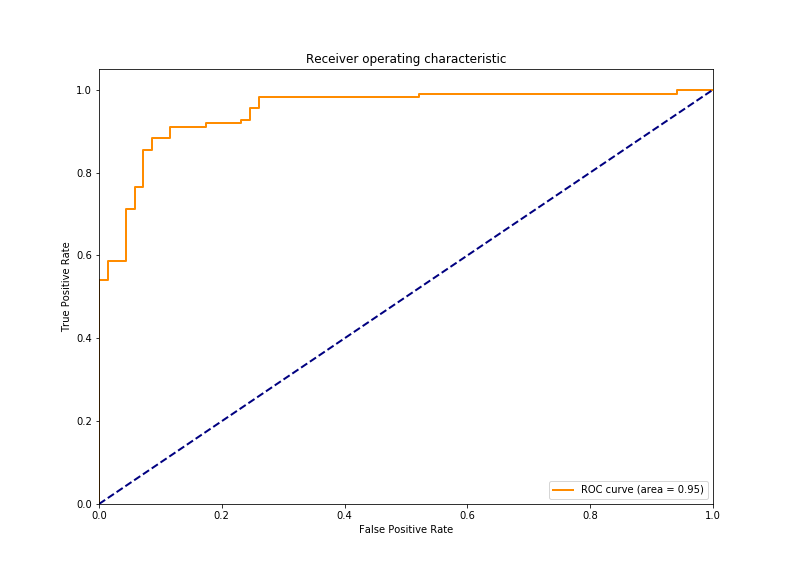 Receiver operating characteristic
1.0
0.8
0.6
0.4
0.2
0.0
True Positive Rate
ROC curve (area = 0.95)
0.0 0.2 0.4 0.6 0.8 1.0
False Positive Rate